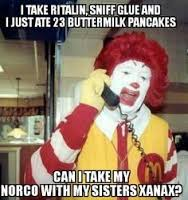 I TAKE RITALIN, SNIFF GLUE AND
I JUST ATE 23 BUTTERMILK PANCAKES
CAN I TAKE MY
NORCO WITH MY SISTERS XANAX?